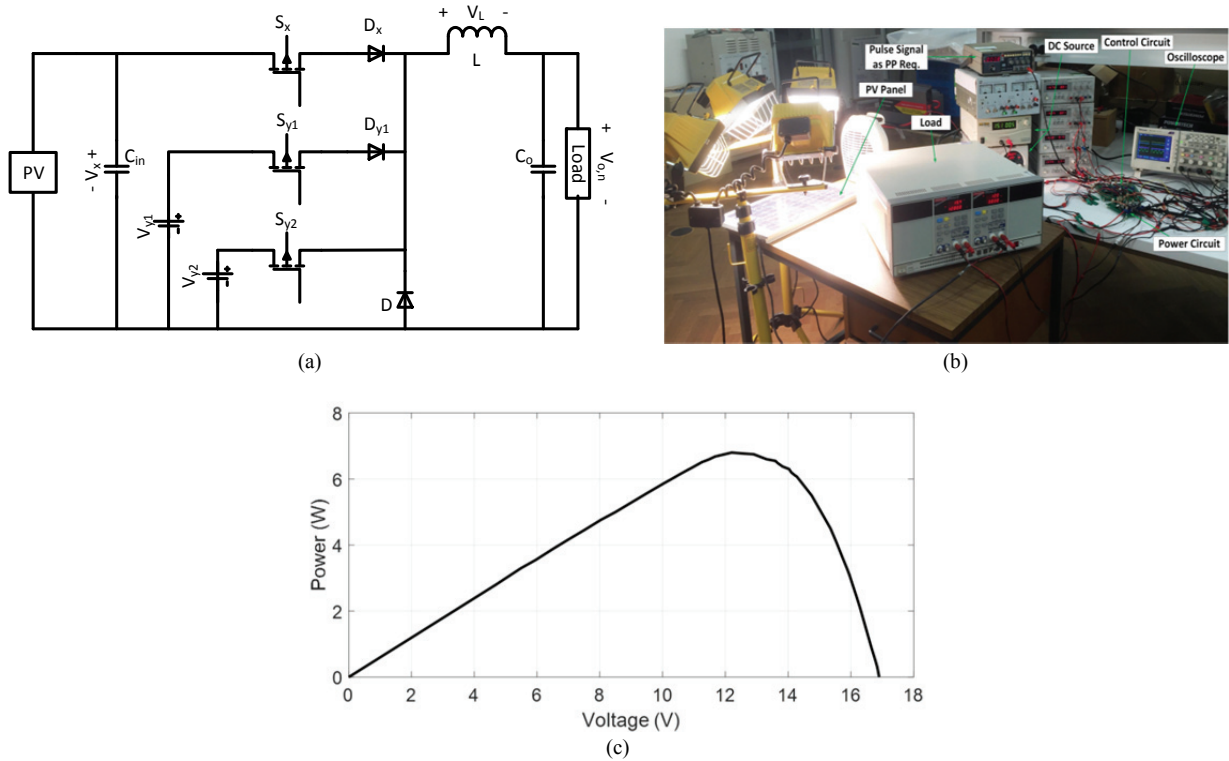 S_x
D_x
+ V_L -
L
S_y1
D_y1
PV
- V_x +
C_in
C_o
Load
+
V_o,n
-
S_y2
V_y1
+
-
V_y2
+
-
D
(a)
Pulse Signal
as PP Req.
PV Panel
Load
DC Source
Control Circuit
Oscilloscope
Power Circuit
(b)
8
6
4
2
0
Power (W)
0 2 4 6 8 10 12 14 16 18
Voltage (V)
(c)